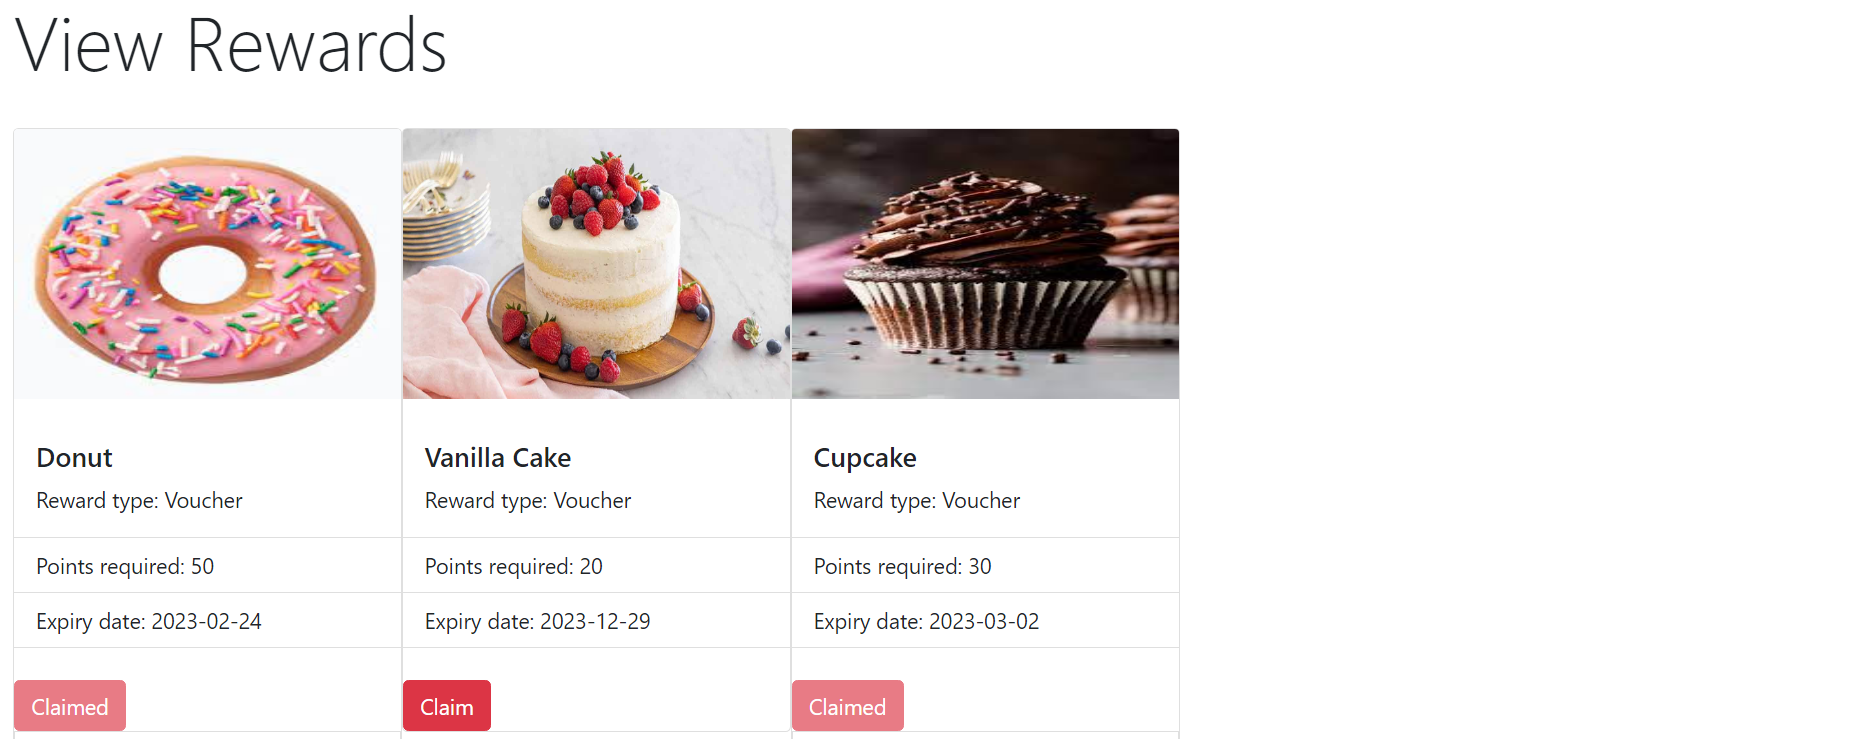 View Rewards
Donut
Reward type: Voucher
Points required: 50
Expiry date: 2023-02-24
Claimed
Vanilla Cake
Reward type: Voucher
Points required: 20
Expiry date: 2023-12-29
Claim
Cupcake
Reward type: Voucher
Points required: 30
Expiry date: 2023-03-02
Claimed